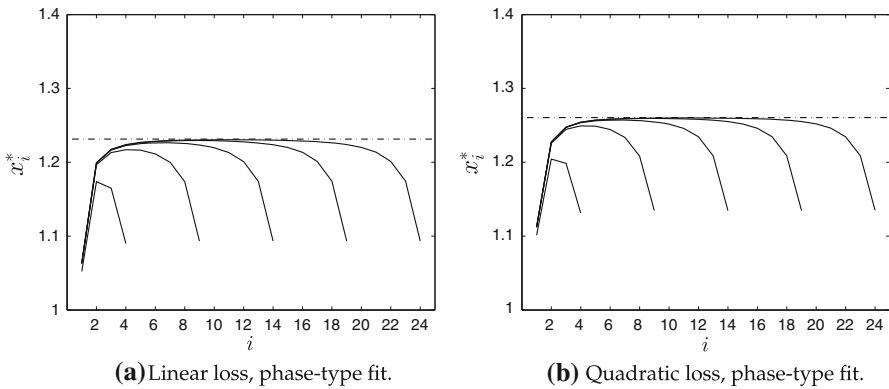 1.4
1.3
1.2
1.1
1
x_i^*
2 4 6 8 10 12 14 16 18 20 22 24
i
(a) Linear loss, phase-type fit.
1.4
1.3
1.2
1.1
1
x_i^*
2 4 6 8 10 12 14 16 18 20 22 24
i
(b) Quadratic loss, phase-type fit.